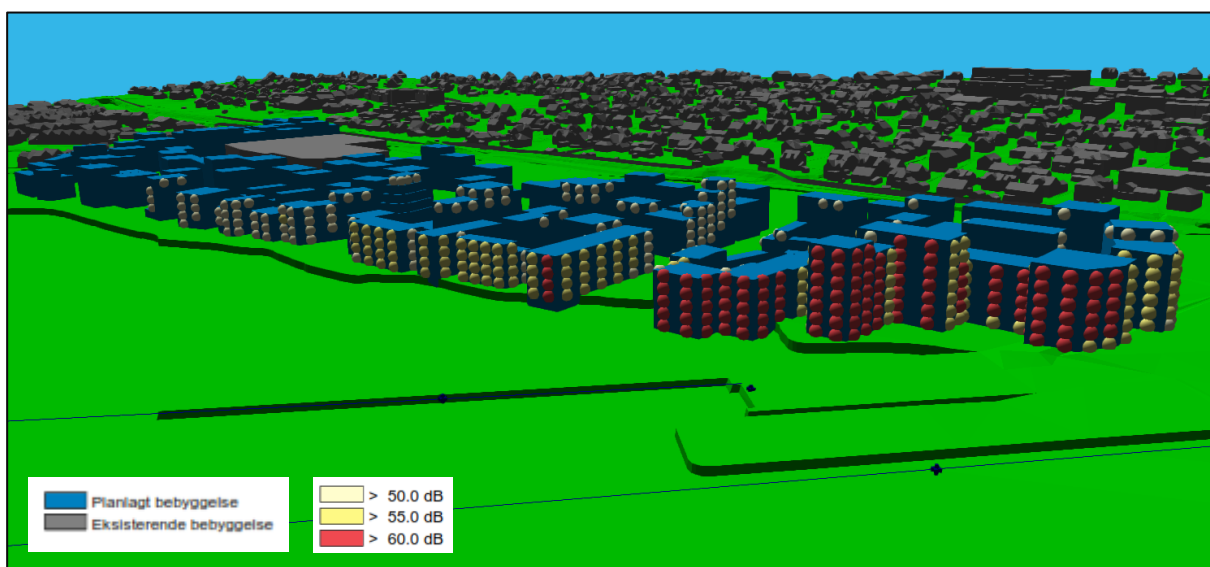 Planlagt bebyggelse
Eksisterende bebyggelse
> 50.0 dB
> 55.0 dB
> 60.0 dB